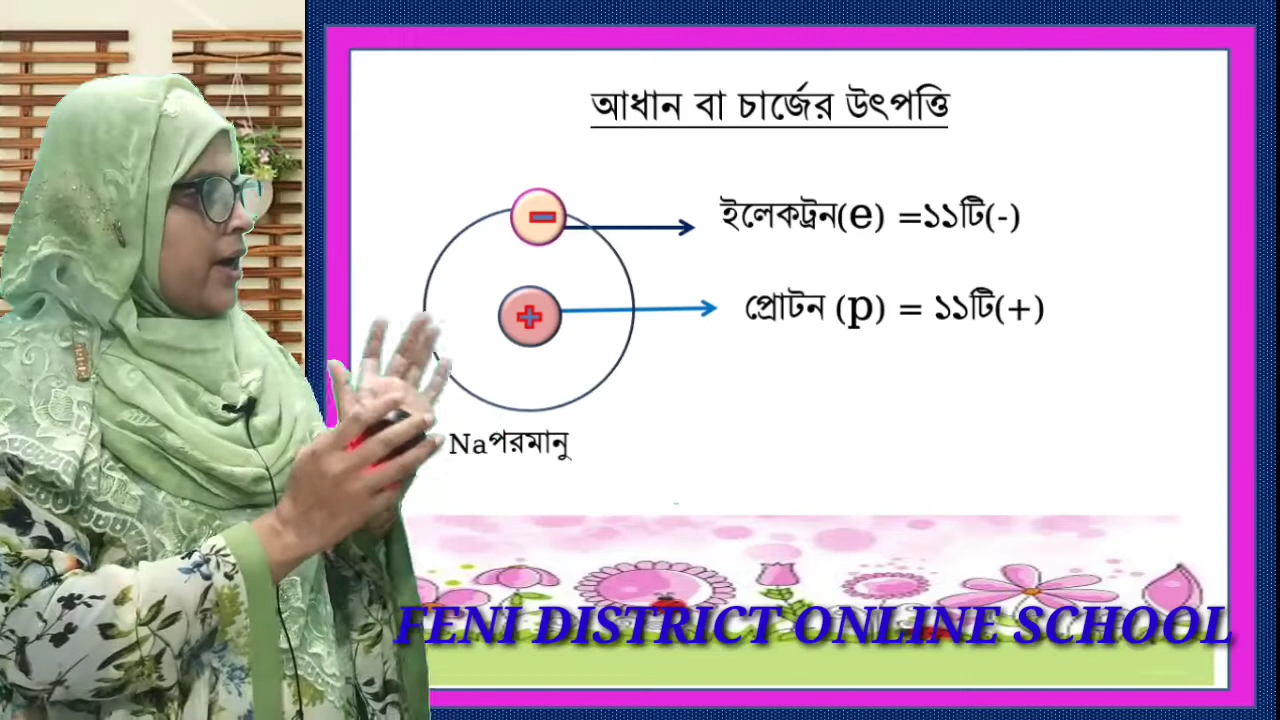 আধান বা চার্জের উৎপত্তি
ইলেকট্রন(e) =১১টি(-)
প্রোটন (p) = ১১টি(+)
Naপরমানু
FENI DISTRICT ONLINE SCHOOL